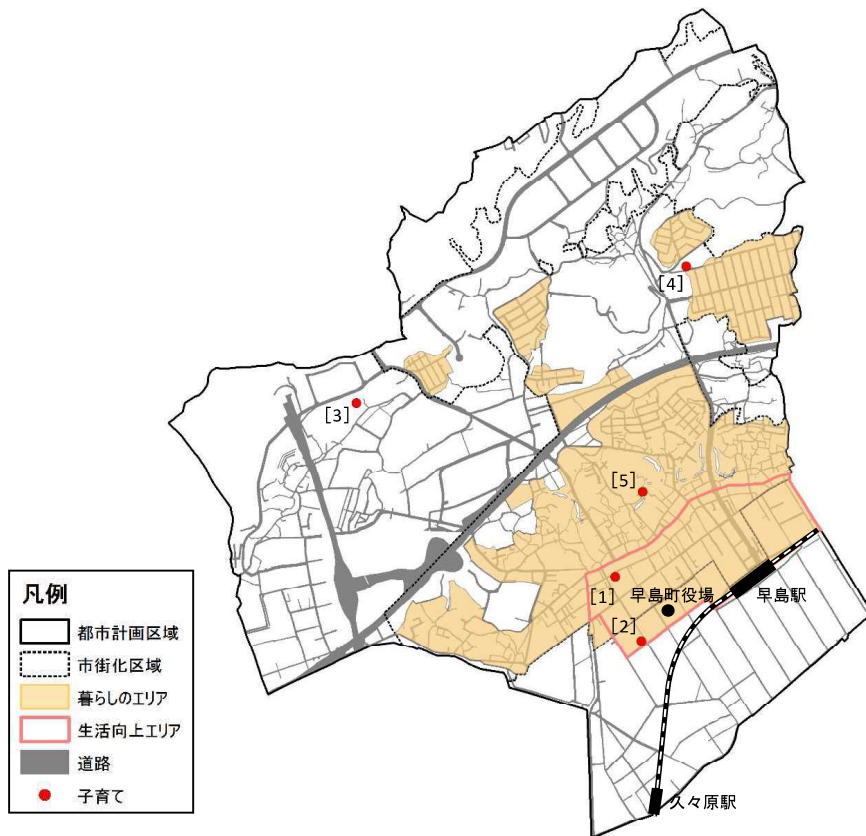 [4]
[3]
[5]
[1]
早島町役場
早島駅
[2]
久々原駅
凡例
都市計画区域
市街化区域
暮らしのエリア
生活向上エリア
道路
子育て